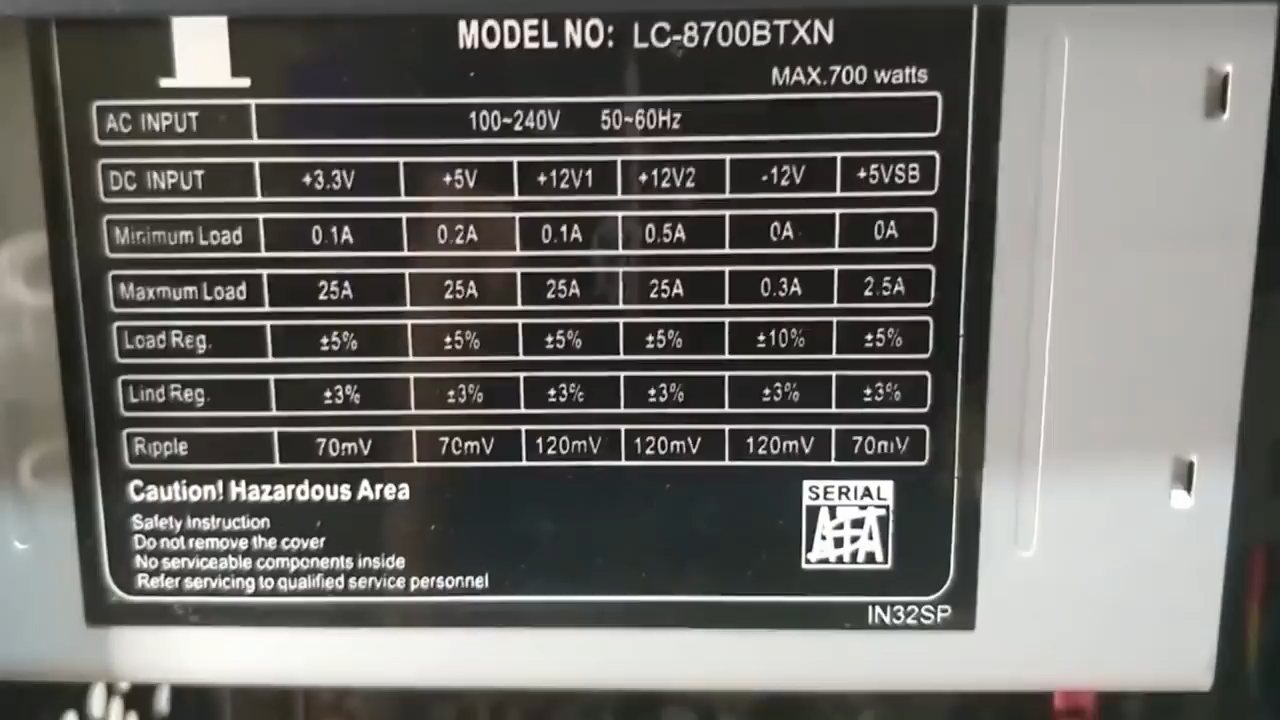 MODEL NO: LC-8700BTXN
MAX.700 watts
AC INPUT 100~240V 50~60Hz
DC INPUT +3.3V +5V +12V1 +12V2 -12V +5VSB
Minimum Load 0.1A 0.2A 0.1A 0.5A 0A 0A
Maxmum Load 25A 25A 25A 25A 0.3A 2.5A
Load Reg. ±5% ±5% ±5% ±5% ±10% ±5%
Lind Reg. ±3% ±3% ±3% ±3% ±3% ±3%
Ripple 70mV 70mV 120mV 120mV 120mV 70mV
Caution! Hazardous Area
Safety Instruction
Do not remove the cover
No serviceable components inside
Refer servicing to qualified service personnel
SERIAL
ATA
IN32SP